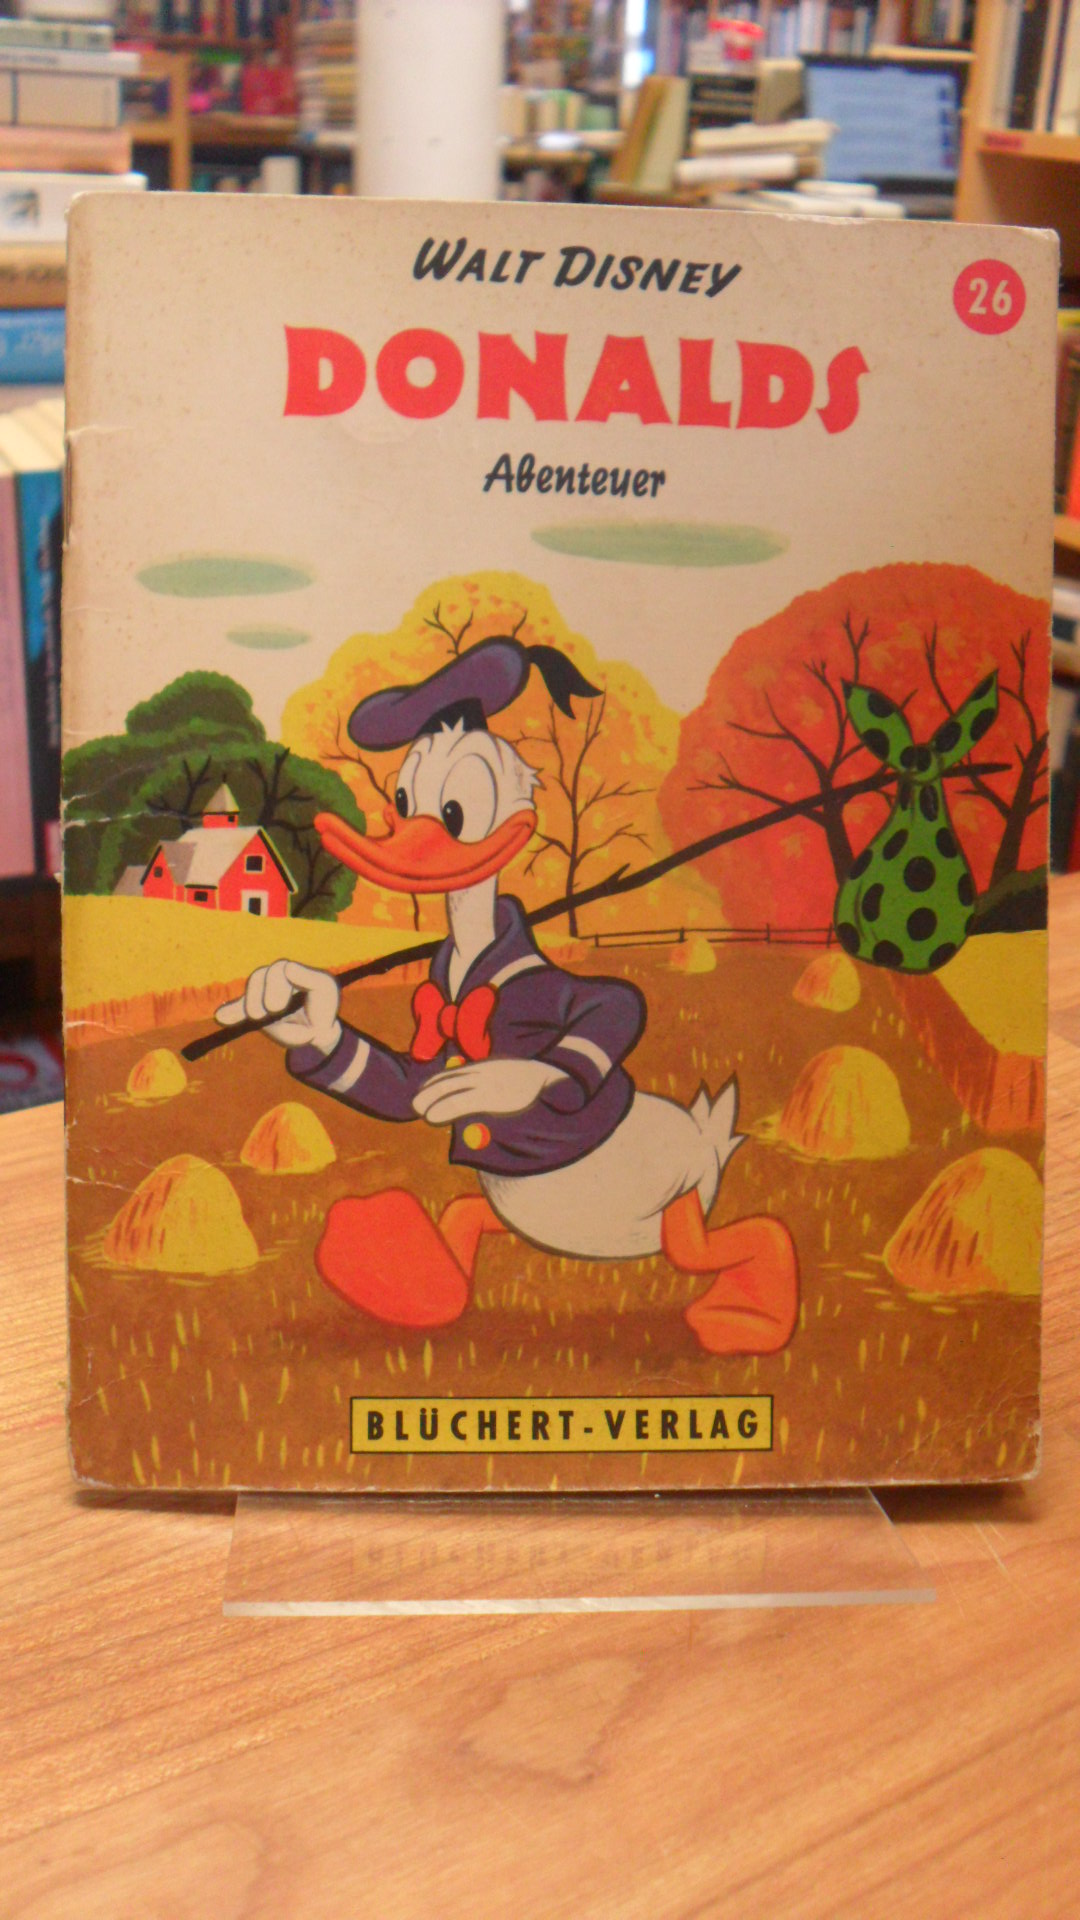 WALT DISNEY
26
DONALDS
Abenteuer
BLÜCHERT-VERLAG